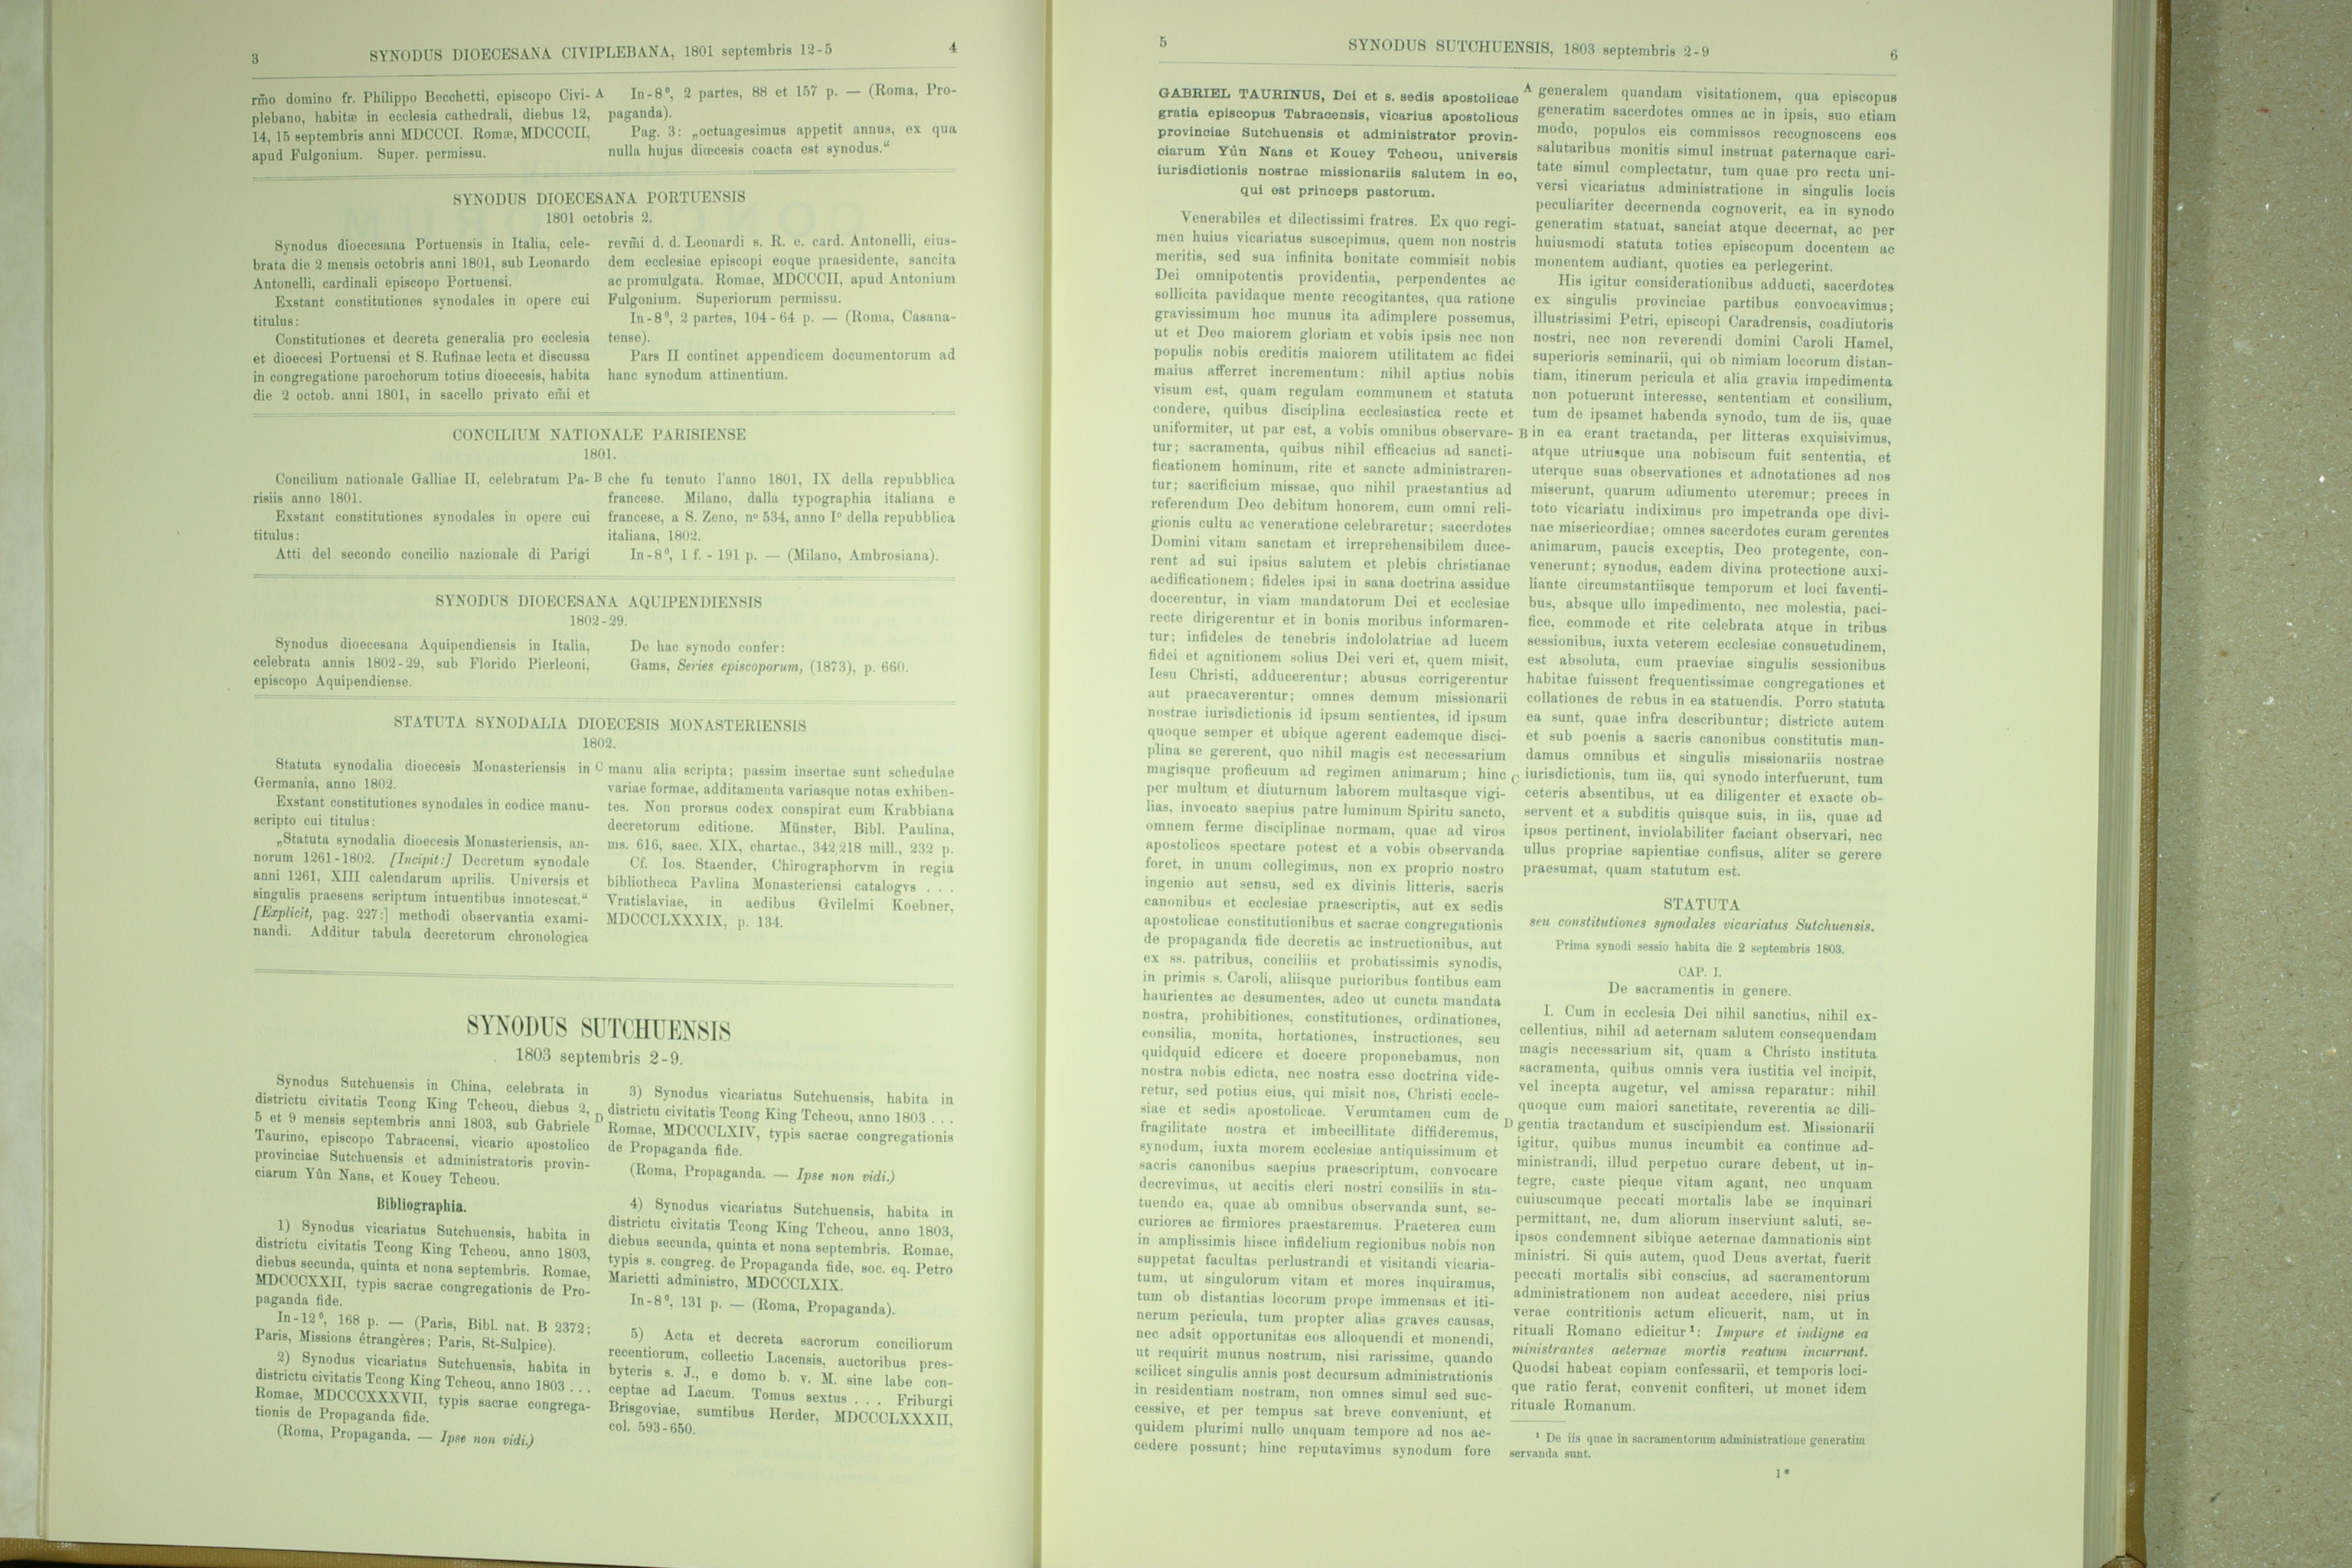 3
SYNODUS DIOECESANA CIVIPLEBANA, 1801 septembris 12-5
4
rm̃o domino fr. Philippo Becchetti, episcopo Civi-
plebano, habitæ in ecclesia cathedrali, diebus 12,
14, 15 septembris anni MDCCCI. Romæ, MDCCCII,
apud Fulgonium. Super. permissu.
A
In-8⁰, 2 partes, 88 et 157 p. — (Roma, Pro-
paganda).
Pag. 3: „octuagesimus appetit annus, ex qua
nulla hujus diœcesis coacta est synodus.“
SYNODUS DIOECESANA PORTUENSIS
1801 octobris 2.
Synodus dioecesana Portuensis in Italia, cele-
brata die 2 mensis octobris anni 1801, sub Leonardo
Antonelli, cardinali episcopo Portuensi.
Exstant constitutiones synodales in opere cui
titulus:
Constitutiones et decreta generalia pro ecclesia
et dioecesi Portuensi et S. Rufinae lecta et discussa
in congregatione parochorum totius dioecesis, habita
die 2 octob. anni 1801, in sacello privato em̃i et
revm̃i d. d. Leonardi s. R. e. card. Antonelli, eius-
dem ecclesiae episcopi eoque praesidente, sancita
ac promulgata. Romae, MDCCCII, apud Antonium
Fulgonium. Superiorum permissu.
In-8⁰, 2 partes, 104-64 p. — (Roma, Casana-
tense).
Pars II continet appendicem documentorum ad
hanc synodum attinentium.
CONCILIUM NATIONALE PARISIENSE
1801.
Concilium nationale Galliae II, celebratum Pa-
risiis anno 1801.
Exstant constitutiones synodales in opere cui
titulus:
Atti del secondo concilio nazionale di Parigi
B
che fu tenuto l'anno 1801, IX della repubblica
francese. Milano, dalla typographia italiana e
francese, a S. Zeno, nᵒ 534, anno Iᵒ della repubblica
italiana, 1802.
In-8⁰, 1 f. - 191 p. — (Milano, Ambrosiana).
SYNODUS DIOECESANA AQUIPENDIENSIS
1802-29.
Synodus dioecesana Aquipendiensis in Italia,
celebrata annis 1802-29, sub Florido Pierleoni,
episcopo Aquipendiense.
De hac synodo confer:
Gams, Series episcoporum, (1873), p. 660.
STATUTA SYNODALIA DIOECESIS MONASTERIENSIS
1802.
Statuta synodalia dioecesis Monasteriensis in
Germania, anno 1802.
Exstant constitutiones synodales in codice manu-
scripto cui titulus:
„Statuta synodalia dioecesis Monasteriensis, an-
norum 1261-1802. [Incipit:] Decretum synodale
anni 1261, XIII calendarum aprilis. Universis et
singulis praesens scriptum intuentibus innotescat.“
[Explicit, pag. 227:] methodi observantia exami-
nandi. Additur tabula decretorum chronologica
C
manu alia scripta; passim insertae sunt schedulae
variae formae, additamenta variasque notas exhiben-
tes. Non prorsus codex conspirat cum Krabbiana
decretorum editione. Münster, Bibl. Paulina,
ms. 616, saec. XIX, chartac., 342 218 mill., 232 p.
Cf. Ios. Staender, Chirographorvm in regia
bibliotheca Pavlina Monasteriensi catalogvs . . .
Vratislaviae, in aedibus Gvilelmi Koebner,
MDCCCLXXXIX, p. 134.
SYNODUS SUTCHUENSIS
1803 septembris 2-9.
Synodus Sutchuensis in China, celebrata in
districtu civitatis Tcong King Tcheou, diebus 2,
5 et 9 mensis septembris anni 1803, sub Gabriele
Taurino, episcopo Tabracensi, vicario apostolico
provinciae Sutchuensis et administratoris provin-
ciarum Yûn Nans, et Kouey Tcheou.
Bibliographia.
1) Synodus vicariatus Sutchuensis, habita in
districtu civitatis Tcong King Tcheou, anno 1803,
diebus secunda, quinta et nona septembris. Romae,
MDCCCXXII, typis sacrae congregationis de Pro-
paganda fide.
In-12⁰, 168 p. — (Paris, Bibl. nat. B 2372;
Paris, Missions étrangères; Paris, St-Sulpice).
2) Synodus vicariatus Sutchuensis, habita in
districtu civitatis Tcong King Tcheou, anno 1803 . . .
Romae, MDCCCXXXVII, typis sacrae congrega-
tionis de Propaganda fide.
(Roma, Propaganda. — Ipse non vidi.)
D
3) Synodus vicariatus Sutchuensis, habita in
districtu civitatis Tcong King Tcheou, anno 1803 . . .
Romae, MDCCCLXIV, typis sacrae congregationis
de Propaganda fide.
(Roma, Propaganda. — Ipse non vidi.)
4) Synodus vicariatus Sutchuensis, habita in
districtu civitatis Tcong King Tcheou, anno 1803,
diebus secunda, quinta et nona septembris. Romae,
typis s. congreg. de Propaganda fide, soc. eq. Petro
Marietti administro, MDCCCLXIX.
In-8⁰, 131 p. — (Roma, Propaganda).
5) Acta et decreta sacrorum conciliorum
recentiorum, collectio Lacensis, auctoribus pres-
byteris s. J., e domo b. v. M. sine labe con-
ceptae ad Lacum. Tomus sextus . . . Friburgi
Brisgoviae, sumtibus Herder, MDCCCLXXXII,
col. 593-650.
5
SYNODUS SUTCHUENSIS, 1803 septembris 2-9
6
GABRIEL TAURINUS, Dei et s. sedis apostolicae
gratia episcopus Tabracensis, vicarius apostolicus
provinciae Sutchuensis et administrator provin-
ciarum Yûn Nans et Kouey Tcheou, universis
iurisdictionis nostrae missionariis salutem in eo,
qui est princeps pastorum.
Venerabiles et dilectissimi fratres. Ex quo regi-
men huius vicariatus suscepimus, quem non nostris
meritis, sed sua infinita bonitate commisit nobis
Dei omnipotentis providentia, perpendentes ac
sollicita pavidaque mente recogitantes, qua ratione
gravissimum hoc munus ita adimplere possemus,
ut et Deo maiorem gloriam et vobis ipsis nec non
populis nobis creditis maiorem utilitatem ac fidei
maius afferret incrementum: nihil aptius nobis
visum est, quam regulam communem et statuta
condere, quibus disciplina ecclesiastica recte et
uniformiter, ut par est, a vobis omnibus observare-
tur; sacramenta, quibus nihil efficacius ad sancti-
ficationem hominum, rite et sancte administraren-
tur; sacrificium missae, quo nihil praestantius ad
referendum Deo debitum honorem, cum omni reli-
gionis cultu ac veneratione celebraretur; sacerdotes
Domini vitam sanctam et irreprehensibilem duce-
rent ad sui ipsius salutem et plebis christianae
aedificationem; fideles ipsi in sana doctrina assidue
docerentur, in viam mandatorum Dei et ecclesiae
recte dirigerentur et in bonis moribus informaren-
tur; infideles de tenebris indololatriae ad lucem
fidei et agnitionem solius Dei veri et, quem misit,
Iesu Christi, adducerentur; abusus corrigerentur
aut praecaverentur; omnes demum missionarii
nostrae iurisdictionis id ipsum sentientes, id ipsum
quoque semper et ubique agerent eademque disci-
plina se gererent, quo nihil magis est necessarium
magisque proficuum ad regimen animarum; hinc
per multum et diuturnum laborem multasque vigi-
lias, invocato saepius patre luminum Spiritu sancto,
omnem ferme disciplinae normam, quae ad viros
apostolicos spectare potest et a vobis observanda
foret, in unum collegimus, non ex proprio nostro
ingenio aut sensu, sed ex divinis litteris, sacris
canonibus et ecclesiae praescriptis, aut ex sedis
apostolicae constitutionibus et sacrae congregationis
de propaganda fide decretis ac instructionibus, aut
ex ss. patribus, conciliis et probatissimis synodis,
in primis s. Caroli, aliisque purioribus fontibus eam
haurientes ac desumentes, adeo ut cuncta mandata
nostra, prohibitiones, constitutiones, ordinationes,
consilia, monita, hortationes, instructiones, seu
quidquid edicere et docere proponebamus, non
nostra nobis edicta, nec nostra esse doctrina vide-
retur, sed potius eius, qui misit nos, Christi eccle-
siae et sedis apostolicae. Verumtamen cum de
fragilitate nostra et imbecillitate diffideremus,
synodum, iuxta morem ecclesiae antiquissimum et
sacris canonibus saepius praescriptum, convocare
decrevimus, ut accitis cleri nostri consiliis in sta-
tuendo ea, quae ab omnibus observanda sunt, se-
curiores ac firmiores praestaremus. Praeterea cum
in amplissimis hisce infidelium regionibus nobis non
suppetat facultas perlustrandi et visitandi vicaria-
tum, ut singulorum vitam et mores inquiramus,
tum ob distantias locorum prope immensas et iti-
nerum pericula, tum propter alias graves causas,
nec adsit opportunitas eos alloquendi et monendi,
ut requirit munus nostrum, nisi rarissime, quando
scilicet singulis annis post decursum administrationis
in residentiam nostram, non omnes simul sed suc-
cessive, et per tempus sat breve conveniunt, et
quidem plurimi nullo unquam tempore ad nos ac-
cedere possunt; hinc reputavimus synodum fore
A
B
C
D
generalem quandam visitationem, qua episcopus
generatim sacerdotes omnes ac in ipsis, suo etiam
modo, populos eis commissos recognoscens eos
salutaribus monitis simul instruat paternaque cari-
tate simul complectatur, tum quae pro recta uni-
versi vicariatus administratione in singulis locis
peculiariter decernenda cognoverit, ea in synodo
generatim statuat, sanciat atque decernat, ac per
huiusmodi statuta toties episcopum docentem ac
monentem audiant, quoties ea perlegerint.
His igitur considerationibus adducti, sacerdotes
ex singulis provinciae partibus convocavimus;
illustrissimi Petri, episcopi Caradrensis, coadiutoris
nostri, nec non reverendi domini Caroli Hamel,
superioris seminarii, qui ob nimiam locorum distan-
tiam, itinerum pericula et alia gravia impedimenta
non potuerunt interesse, sententiam et consilium,
tum de ipsamet habenda synodo, tum de iis, quae
in ea erant tractanda, per litteras exquisivimus,
atque utriusque una nobiscum fuit sententia, et
uterque suas observationes et adnotationes ad nos
miserunt, quarum adiumento uteremur; preces in
toto vicariatu indiximus pro impetranda ope divi-
nae misericordiae; omnes sacerdotes curam gerentes
animarum, paucis exceptis, Deo protegente, con-
venerunt; synodus, eadem divina protectione auxi-
liante circumstantiisque temporum et loci faventi-
bus, absque ullo impedimento, nec molestia, paci-
fice, commode et rite celebrata atque in tribus
sessionibus, iuxta veterem ecclesiae consuetudinem,
est absoluta, cum praeviae singulis sessionibus
habitae fuissent frequentissimae congregationes et
collationes de rebus in ea statuendis. Porro statuta
ea sunt, quae infra describuntur; districte autem
et sub poenis a sacris canonibus constitutis man-
damus omnibus et singulis missionariis nostrae
iurisdictionis, tum iis, qui synodo interfuerunt, tum
ceteris absentibus, ut ea diligenter et exacte ob-
servent et a subditis quisque suis, in iis, quae ad
ipsos pertinent, inviolabiliter faciant observari, nec
ullus propriae sapientiae confisus, aliter se gerere
praesumat, quam statutum est.
STATUTA
seu constitutiones synodales vicariatus Sutchuensis.
Prima synodi sessio habita die 2 septembris 1803.
CAP. I.
De sacramentis in genere.
I. Cum in ecclesia Dei nihil sanctius, nihil ex-
cellentius, nihil ad aeternam salutem consequendam
magis necessarium sit, quam a Christo instituta
sacramenta, quibus omnis vera iustitia vel incipit,
vel incepta augetur, vel amissa reparatur: nihil
quoque cum maiori sanctitate, reverentia ac dili-
gentia tractandum et suscipiendum est. Missionarii
igitur, quibus munus incumbit ea continue ad-
ministrandi, illud perpetuo curare debent, ut in-
tegre, caste pieque vitam agant, nec unquam
cuiuscumque peccati mortalis labe se inquinari
permittant, ne, dum aliorum inserviunt saluti, se-
ipsos condemnent sibique aeternae damnationis sint
ministri. Si quis autem, quod Deus avertat, fuerit
peccati mortalis sibi conscius, ad sacramentorum
administrationem non audeat accedere, nisi prius
verae contritionis actum elicuerit, nam, ut in
rituali Romano edicitur¹: Impure et indigne ea
ministrantes aeternae mortis reatum incurrunt.
Quodsi habeat copiam confessarii, et temporis loci-
que ratio ferat, convenit confiteri, ut monet idem
rituale Romanum.
¹ De iis quae in sacramentorum administratione generatim
servanda sunt.
1*